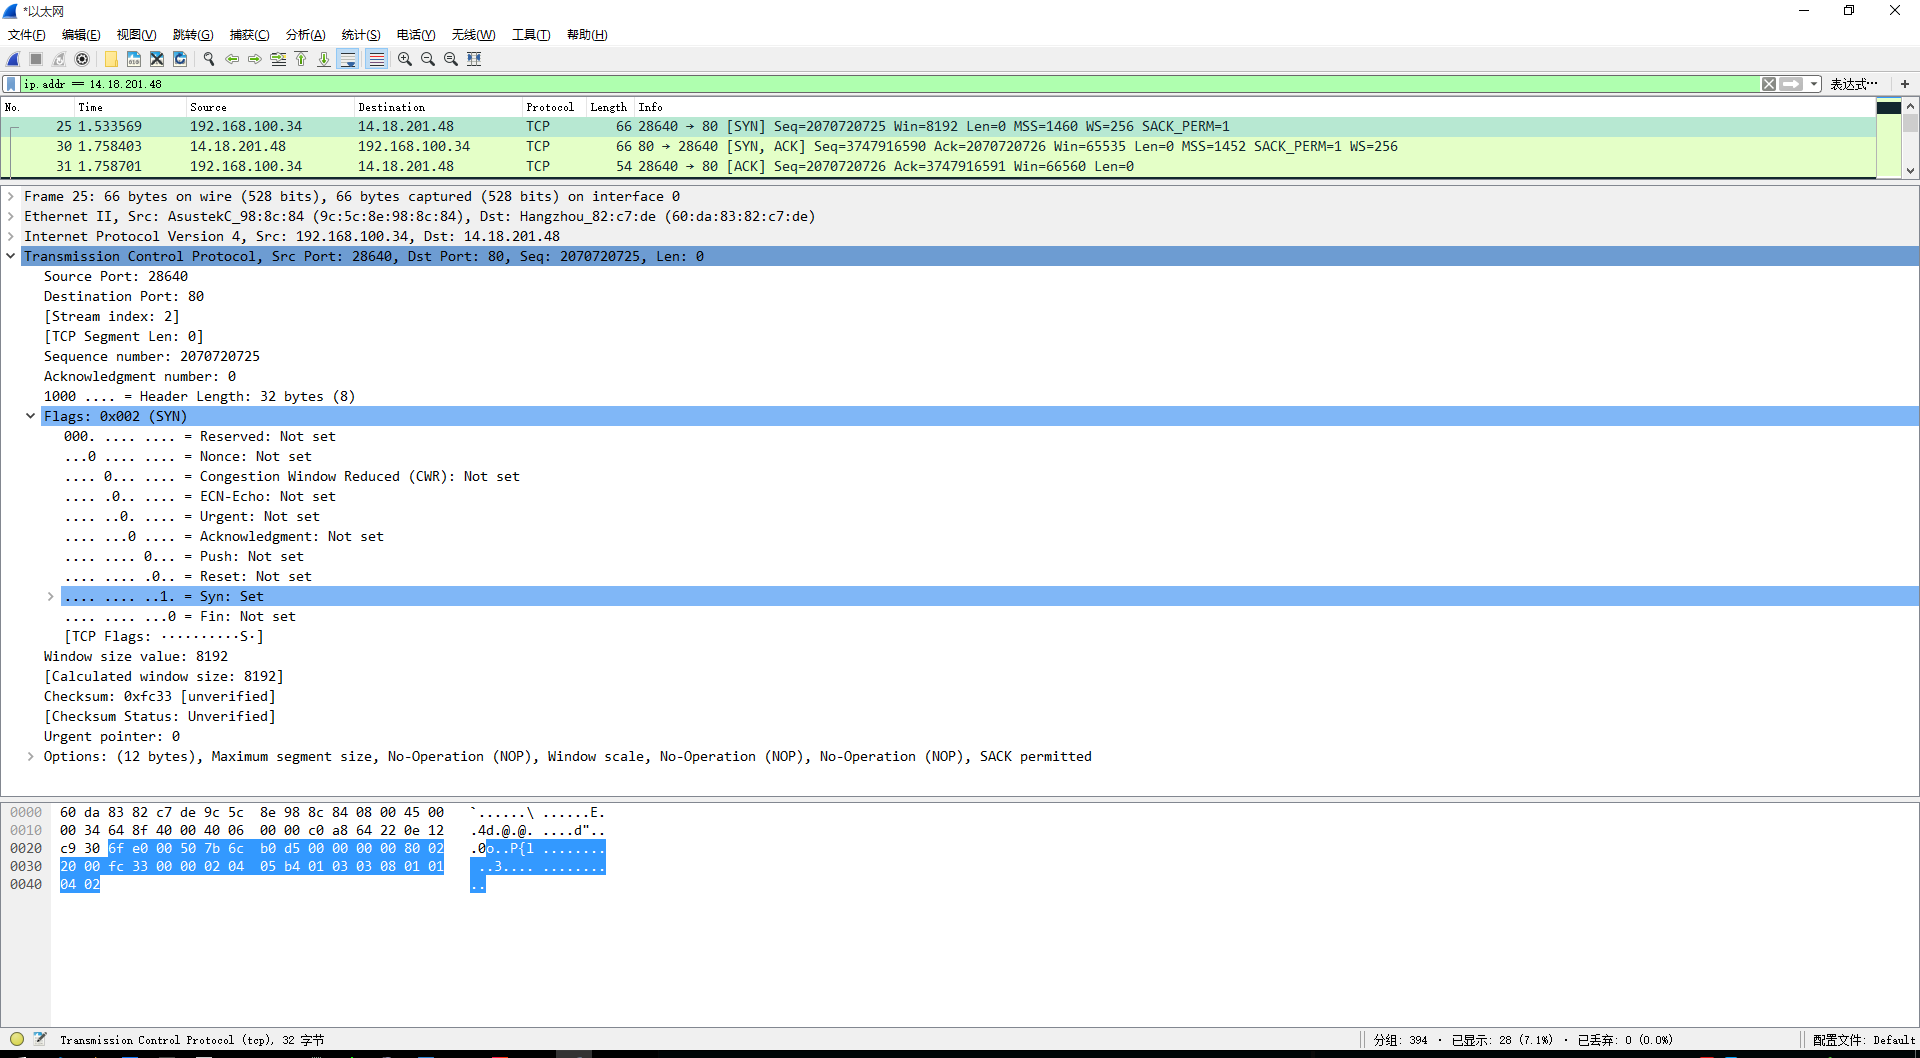 *以太网
文件(F) 编辑(E) 视图(V) 跳转(G) 捕获(C) 分析(A) 统计(S) 电话(Y) 无线(W) 工具(T) 帮助(H)
ip.addr == 14.18.201.48 表达式… +
No. Time Source Destination Protocol Length Info
25 1.533569 192.168.100.34 14.18.201.48 TCP 66 28640 → 80 [SYN] Seq=2070720725 Win=8192 Len=0 MSS=1460 WS=256 SACK_PERM=1
30 1.758403 14.18.201.48 192.168.100.34 TCP 66 80 → 28640 [SYN, ACK] Seq=3747916590 Ack=2070720726 Win=65535 Len=0 MSS=1452 SACK_PERM=1 WS=256
31 1.758701 192.168.100.34 14.18.201.48 TCP 54 28640 → 80 [ACK] Seq=2070720726 Ack=3747916591 Win=66560 Len=0
Frame 25: 66 bytes on wire (528 bits), 66 bytes captured (528 bits) on interface 0
Ethernet II, Src: AsustekC_98:8c:84 (9c:5c:8e:98:8c:84), Dst: Hangzhou_82:c7:de (60:da:83:82:c7:de)
Internet Protocol Version 4, Src: 192.168.100.34, Dst: 14.18.201.48
Transmission Control Protocol, Src Port: 28640, Dst Port: 80, Seq: 2070720725, Len: 0
Source Port: 28640
Destination Port: 80
[Stream index: 2]
[TCP Segment Len: 0]
Sequence number: 2070720725
Acknowledgment number: 0
1000 .... = Header Length: 32 bytes (8)
Flags: 0x002 (SYN)
000. .... .... = Reserved: Not set
...0 .... .... = Nonce: Not set
.... 0... .... = Congestion Window Reduced (CWR): Not set
.... .0.. .... = ECN-Echo: Not set
.... ..0. .... = Urgent: Not set
.... ...0 .... = Acknowledgment: Not set
.... .... 0... = Push: Not set
.... .... .0.. = Reset: Not set
.... .... ..1. = Syn: Set
.... .... ...0 = Fin: Not set
[TCP Flags: ··········S·]
Window size value: 8192
[Calculated window size: 8192]
Checksum: 0xfc33 [unverified]
[Checksum Status: Unverified]
Urgent pointer: 0
Options: (12 bytes), Maximum segment size, No-Operation (NOP), Window scale, No-Operation (NOP), No-Operation (NOP), SACK permitted
0000 60 da 83 82 c7 de 9c 5c 8e 98 8c 84 08 00 45 00 `......\ ......E.
0010 00 34 64 8f 40 00 40 06 00 00 c0 a8 64 22 0e 12 .4d.@.@. ....d"..
0020 c9 30 6f e0 00 50 7b 6c b0 d5 00 00 00 00 80 02 .0o..P{l ........
0030 20 00 fc 33 00 00 02 04 05 b4 01 03 03 08 01 01 ..3.... ........
0040 04 02 ..
Transmission Control Protocol (tcp), 32 字节 分组: 394 · 已显示: 28 (7.1%) · 已丢弃: 0 (0.0%) 配置文件: Default